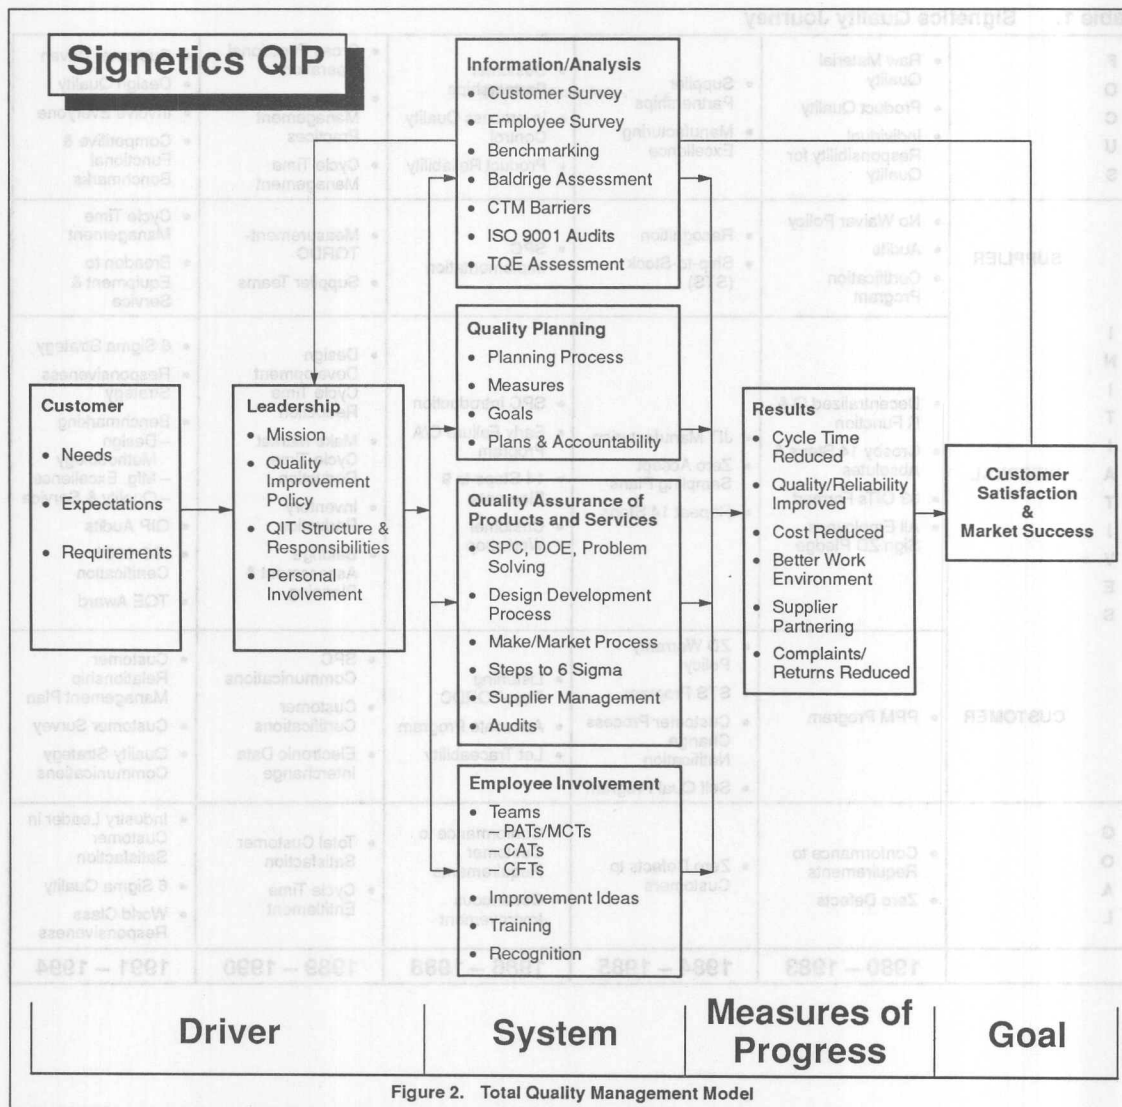 Signetics QIP
Information/Analysis
• Customer Survey
• Employee Survey
• Benchmarking
• Baldrige Assessment
• CTM Barriers
• ISO 9001 Audits
• TQE Assessment
Quality Planning
• Planning Process
• Measures
• Goals
• Plans & Accountability
Customer
• Needs
• Expectations
• Requirements
Leadership
• Mission
• Quality
Improvement
Policy
• QIT Structure &
Responsibilities
• Personal
Involvement
Quality Assurance of
Products and Services
• SPC, DOE, Problem
Solving
• Design Development
Process
• Make/Market Process
• Steps to 6 Sigma
• Supplier Management
• Audits
Employee Involvement
• Teams
– PATs/MCTs
– CATs
– CFTs
• Improvement Ideas
• Training
• Recognition
Results
• Cycle Time
Reduced
• Quality/Reliability
Improved
• Cost Reduced
• Better Work
Environment
• Supplier
Partnering
• Complaints/
Returns Reduced
Customer
Satisfaction
&
Market Success
Driver
System
Measures of
Progress
Goal
Figure 2. Total Quality Management Model